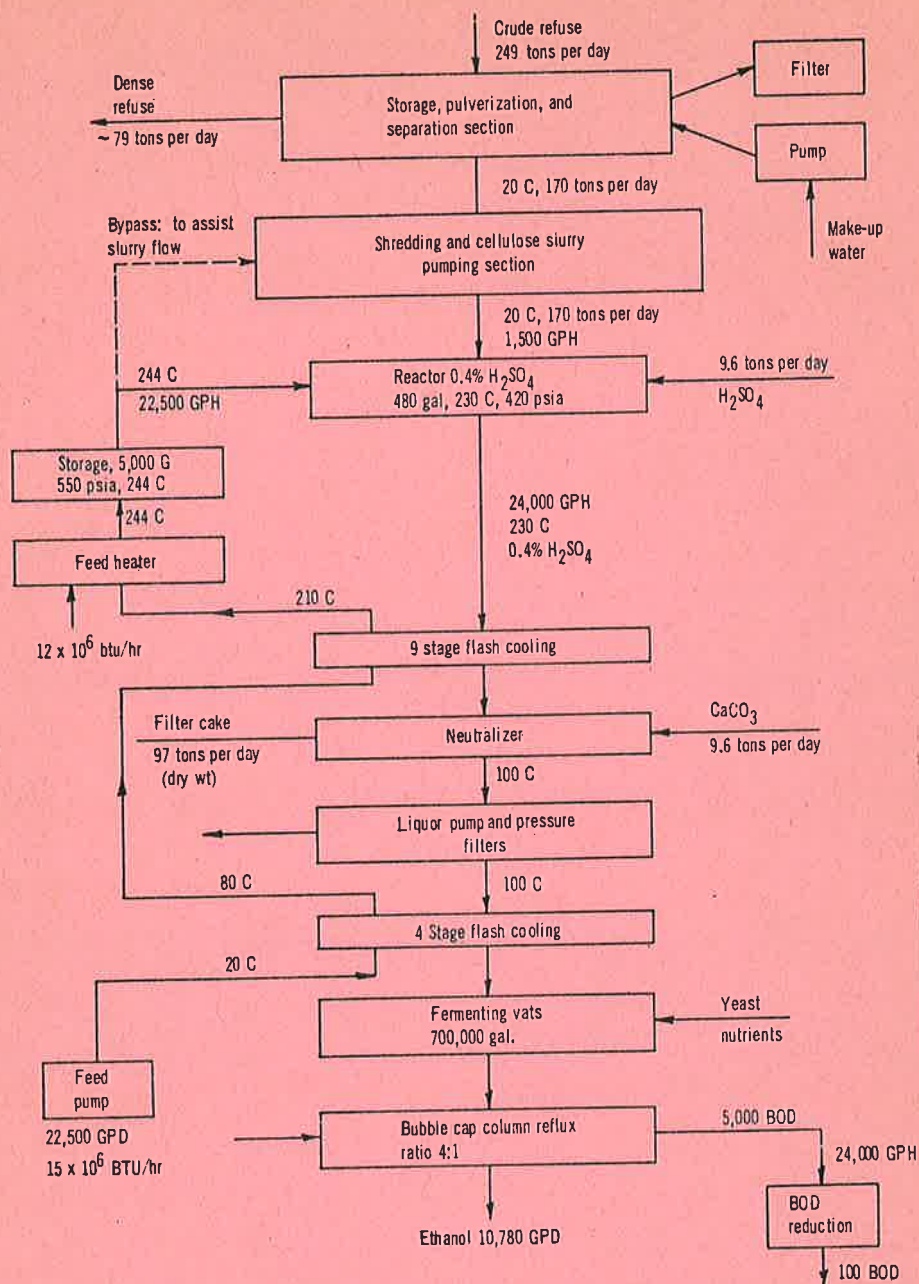 Crude refuse
249 tons per day
Filter
Dense
refuse
~ 79 tons per day
Storage, pulverization, and
separation section
Pump
20 C, 170 tons per day
Bypass: to assist
slurry flow
Shredding and cellulose slurry
pumping section
Make-up
water
20 C, 170 tons per day
1,500 GPH
244 C
22,500 GPH
Reactor 0.4% H2SO4
480 gal, 230 C, 420 psia
9.6 tons per day
H2SO4
Storage, 5,000 G
550 psia, 244 C
244 C
24,000 GPH
230 C
0.4% H2SO4
Feed heater
210 C
12 x 10^6 btu/hr
9 stage flash cooling
Filter cake
97 tons per day
(dry wt)
Neutralizer
CaCO3
9.6 tons per day
100 C
Liquor pump and pressure
filters
80 C
100 C
4 Stage flash cooling
20 C
Fermenting vats
700,000 gal.
Yeast
nutrients
Feed
pump
22,500 GPD
15 x 10^6 BTU/hr
Bubble cap column reflux
ratio 4:1
5,000 BOD
24,000 GPH
BOD
reduction
Ethanol 10,780 GPD
100 BOD